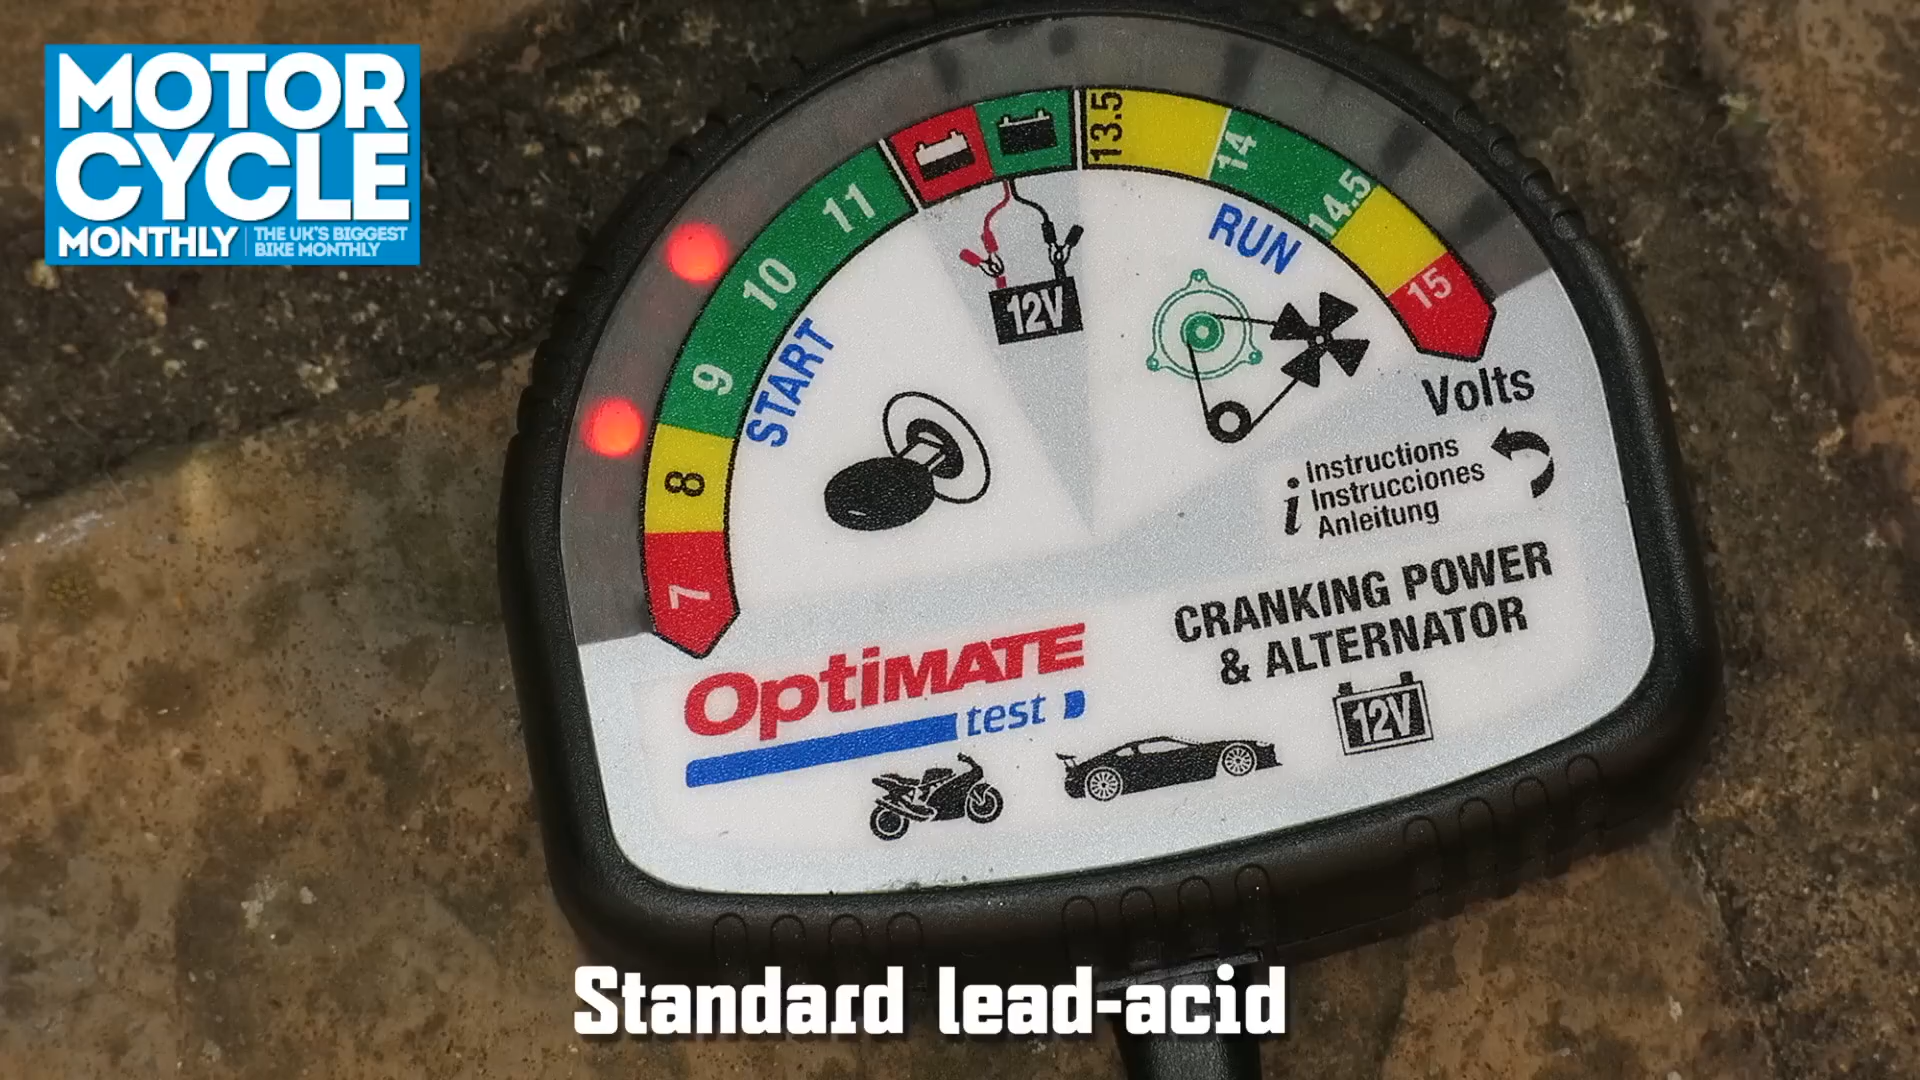 MOTOR
CYCLE
MONTHLY
THE UK'S BIGGEST
BIKE MONTHLY
7
8
9
10
11
13.5
14
14.5
15
START
RUN
12V
Volts
i
Instructions
Instrucciones
Anleitung
CRANKING POWER
& ALTERNATOR
12V
OptiMATE
test
Standard lead-acid